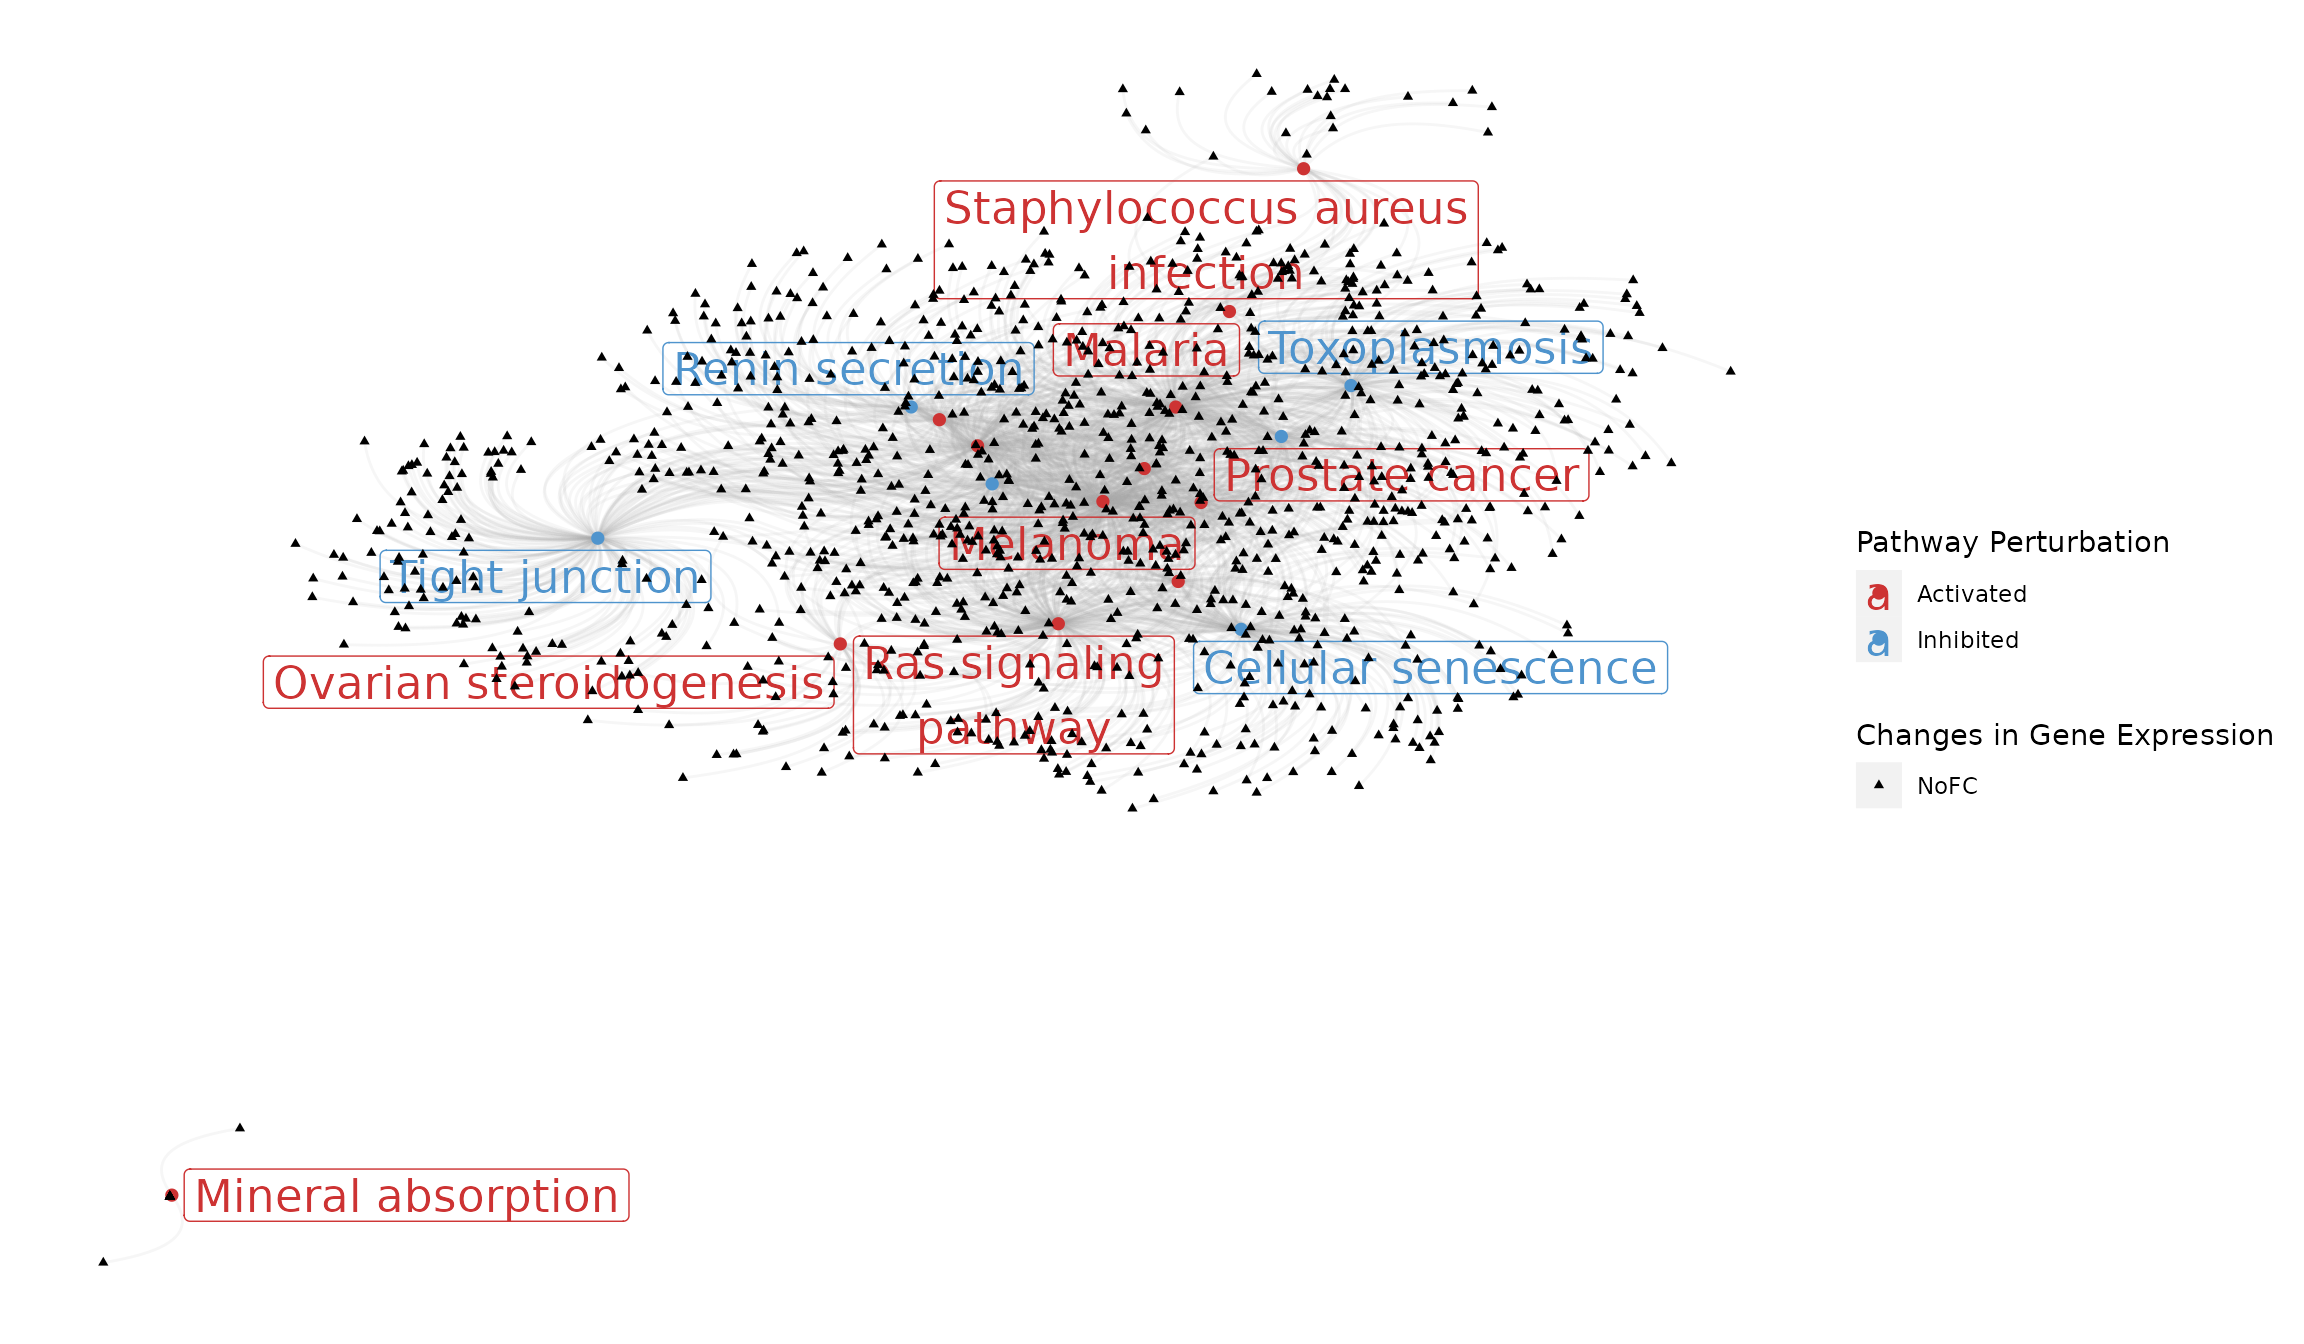 Staphylococcus aureus
infection
Malaria
Toxoplasmosis
Renin secretion
Prostate cancer
Melanoma
Tight junction
Ras signaling
pathway
Cellular senescence
Ovarian steroidogenesis
Mineral absorption
Pathway Perturbation
a Activated
a Inhibited
Changes in Gene Expression
NoFC